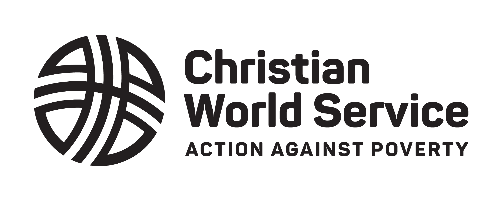 Christian
World Service
ACTION AGAINST POVERTY